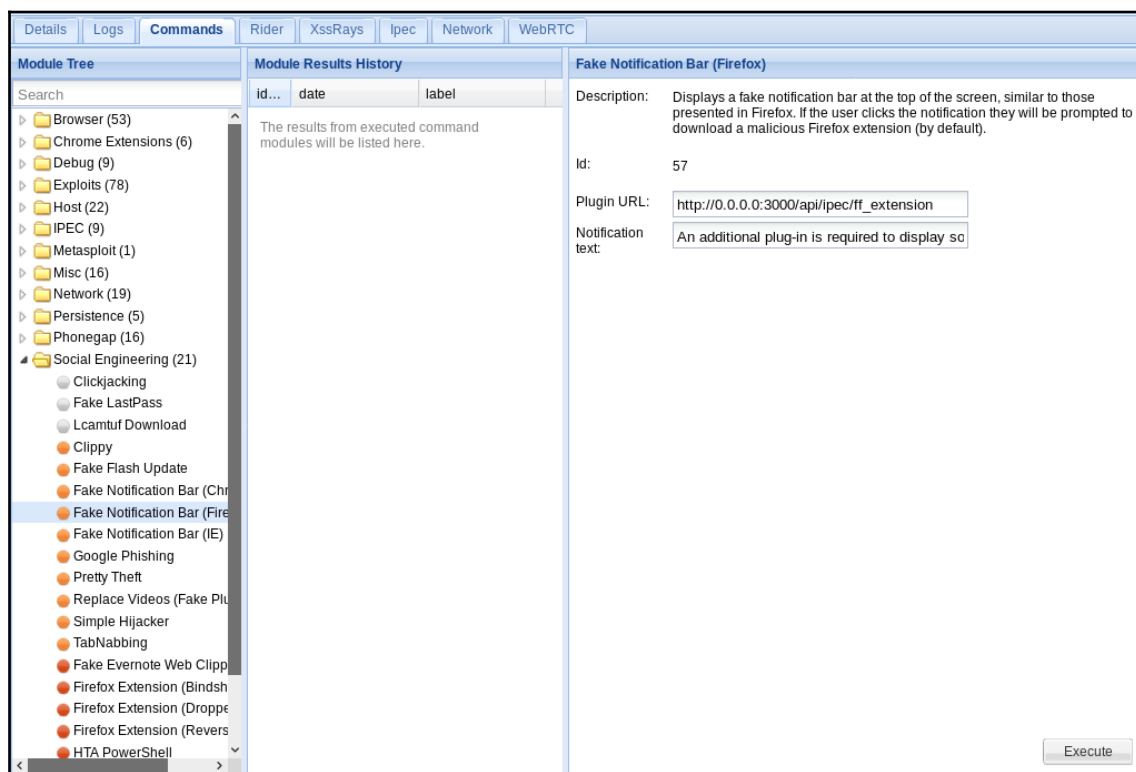 Details Logs Commands Rider XssRays Ipec Network WebRTC
Module Tree
Search
Browser (53)
Chrome Extensions (6)
Debug (9)
Exploits (78)
Host (22)
IPEC (9)
Metasploit (1)
Misc (16)
Network (19)
Persistence (5)
Phonegap (16)
Social Engineering (21)
Clickjacking
Fake LastPass
Lcamtuf Download
Clippy
Fake Flash Update
Fake Notification Bar (Chr
Fake Notification Bar (Fire
Fake Notification Bar (IE)
Google Phishing
Pretty Theft
Replace Videos (Fake Plu
Simple Hijacker
TabNabbing
Fake Evernote Web Clipp
Firefox Extension (Bindsh
Firefox Extension (Droppe
Firefox Extension (Revers
HTA PowerShell
Module Results History
id... date label
The results from executed command
modules will be listed here.
Fake Notification Bar (Firefox)
Description: Displays a fake notification bar at the top of the screen, similar to those
presented in Firefox. If the user clicks the notification they will be prompted to
download a malicious Firefox extension (by default).
Id: 57
Plugin URL: http://0.0.0.0:3000/api/ipec/ff_extension
Notification
text: An additional plug-in is required to display so
Execute